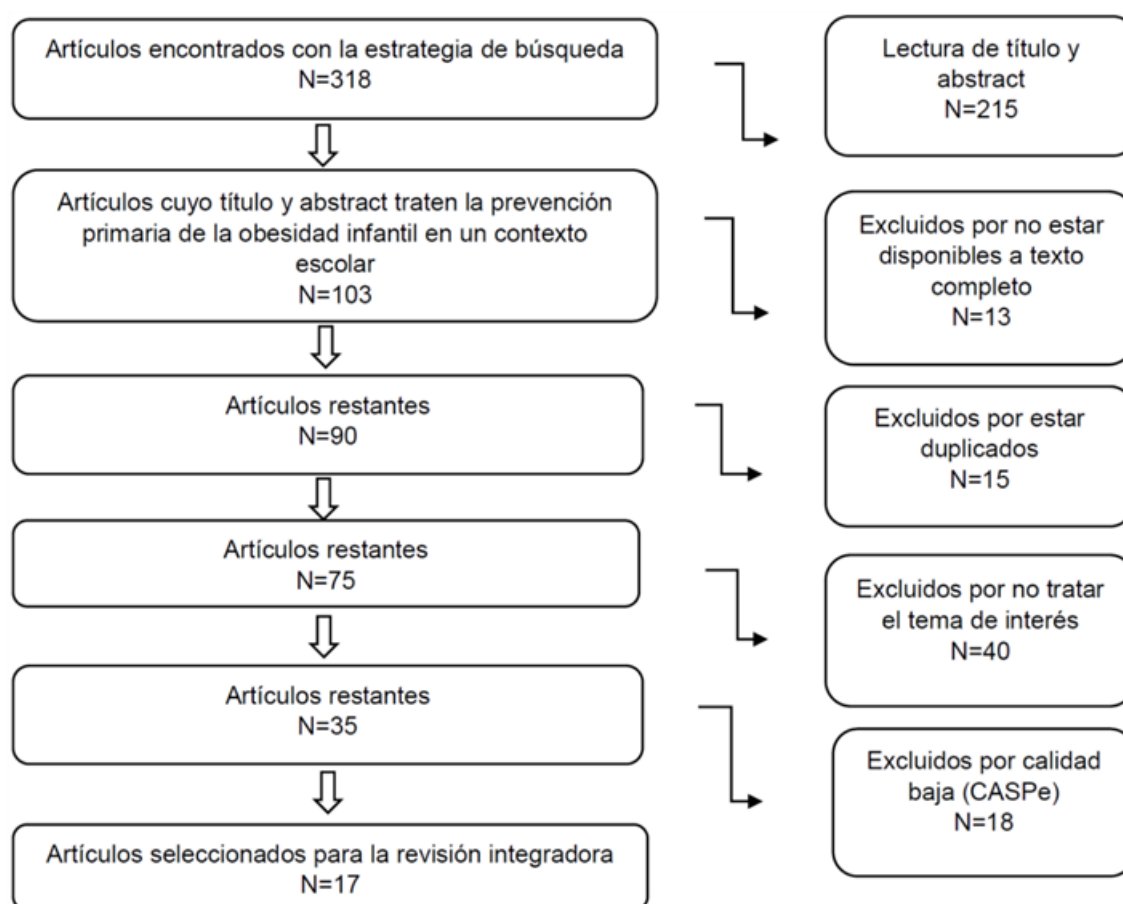 Artículos encontrados con la estrategia de búsqueda
N=318
Lectura de título y
abstract
N=215
Artículos cuyo título y abstract traten la prevención
primaria de la obesidad infantil en un contexto
escolar
N=103
Excluidos por no estar
disponibles a texto
completo
N=13
Artículos restantes
N=90
Excluidos por estar
duplicados
N=15
Artículos restantes
N=75
Excluidos por no tratar
el tema de interés
N=40
Artículos restantes
N=35
Excluidos por calidad
baja (CASPe)
N=18
Artículos seleccionados para la revisión integradora
N=17